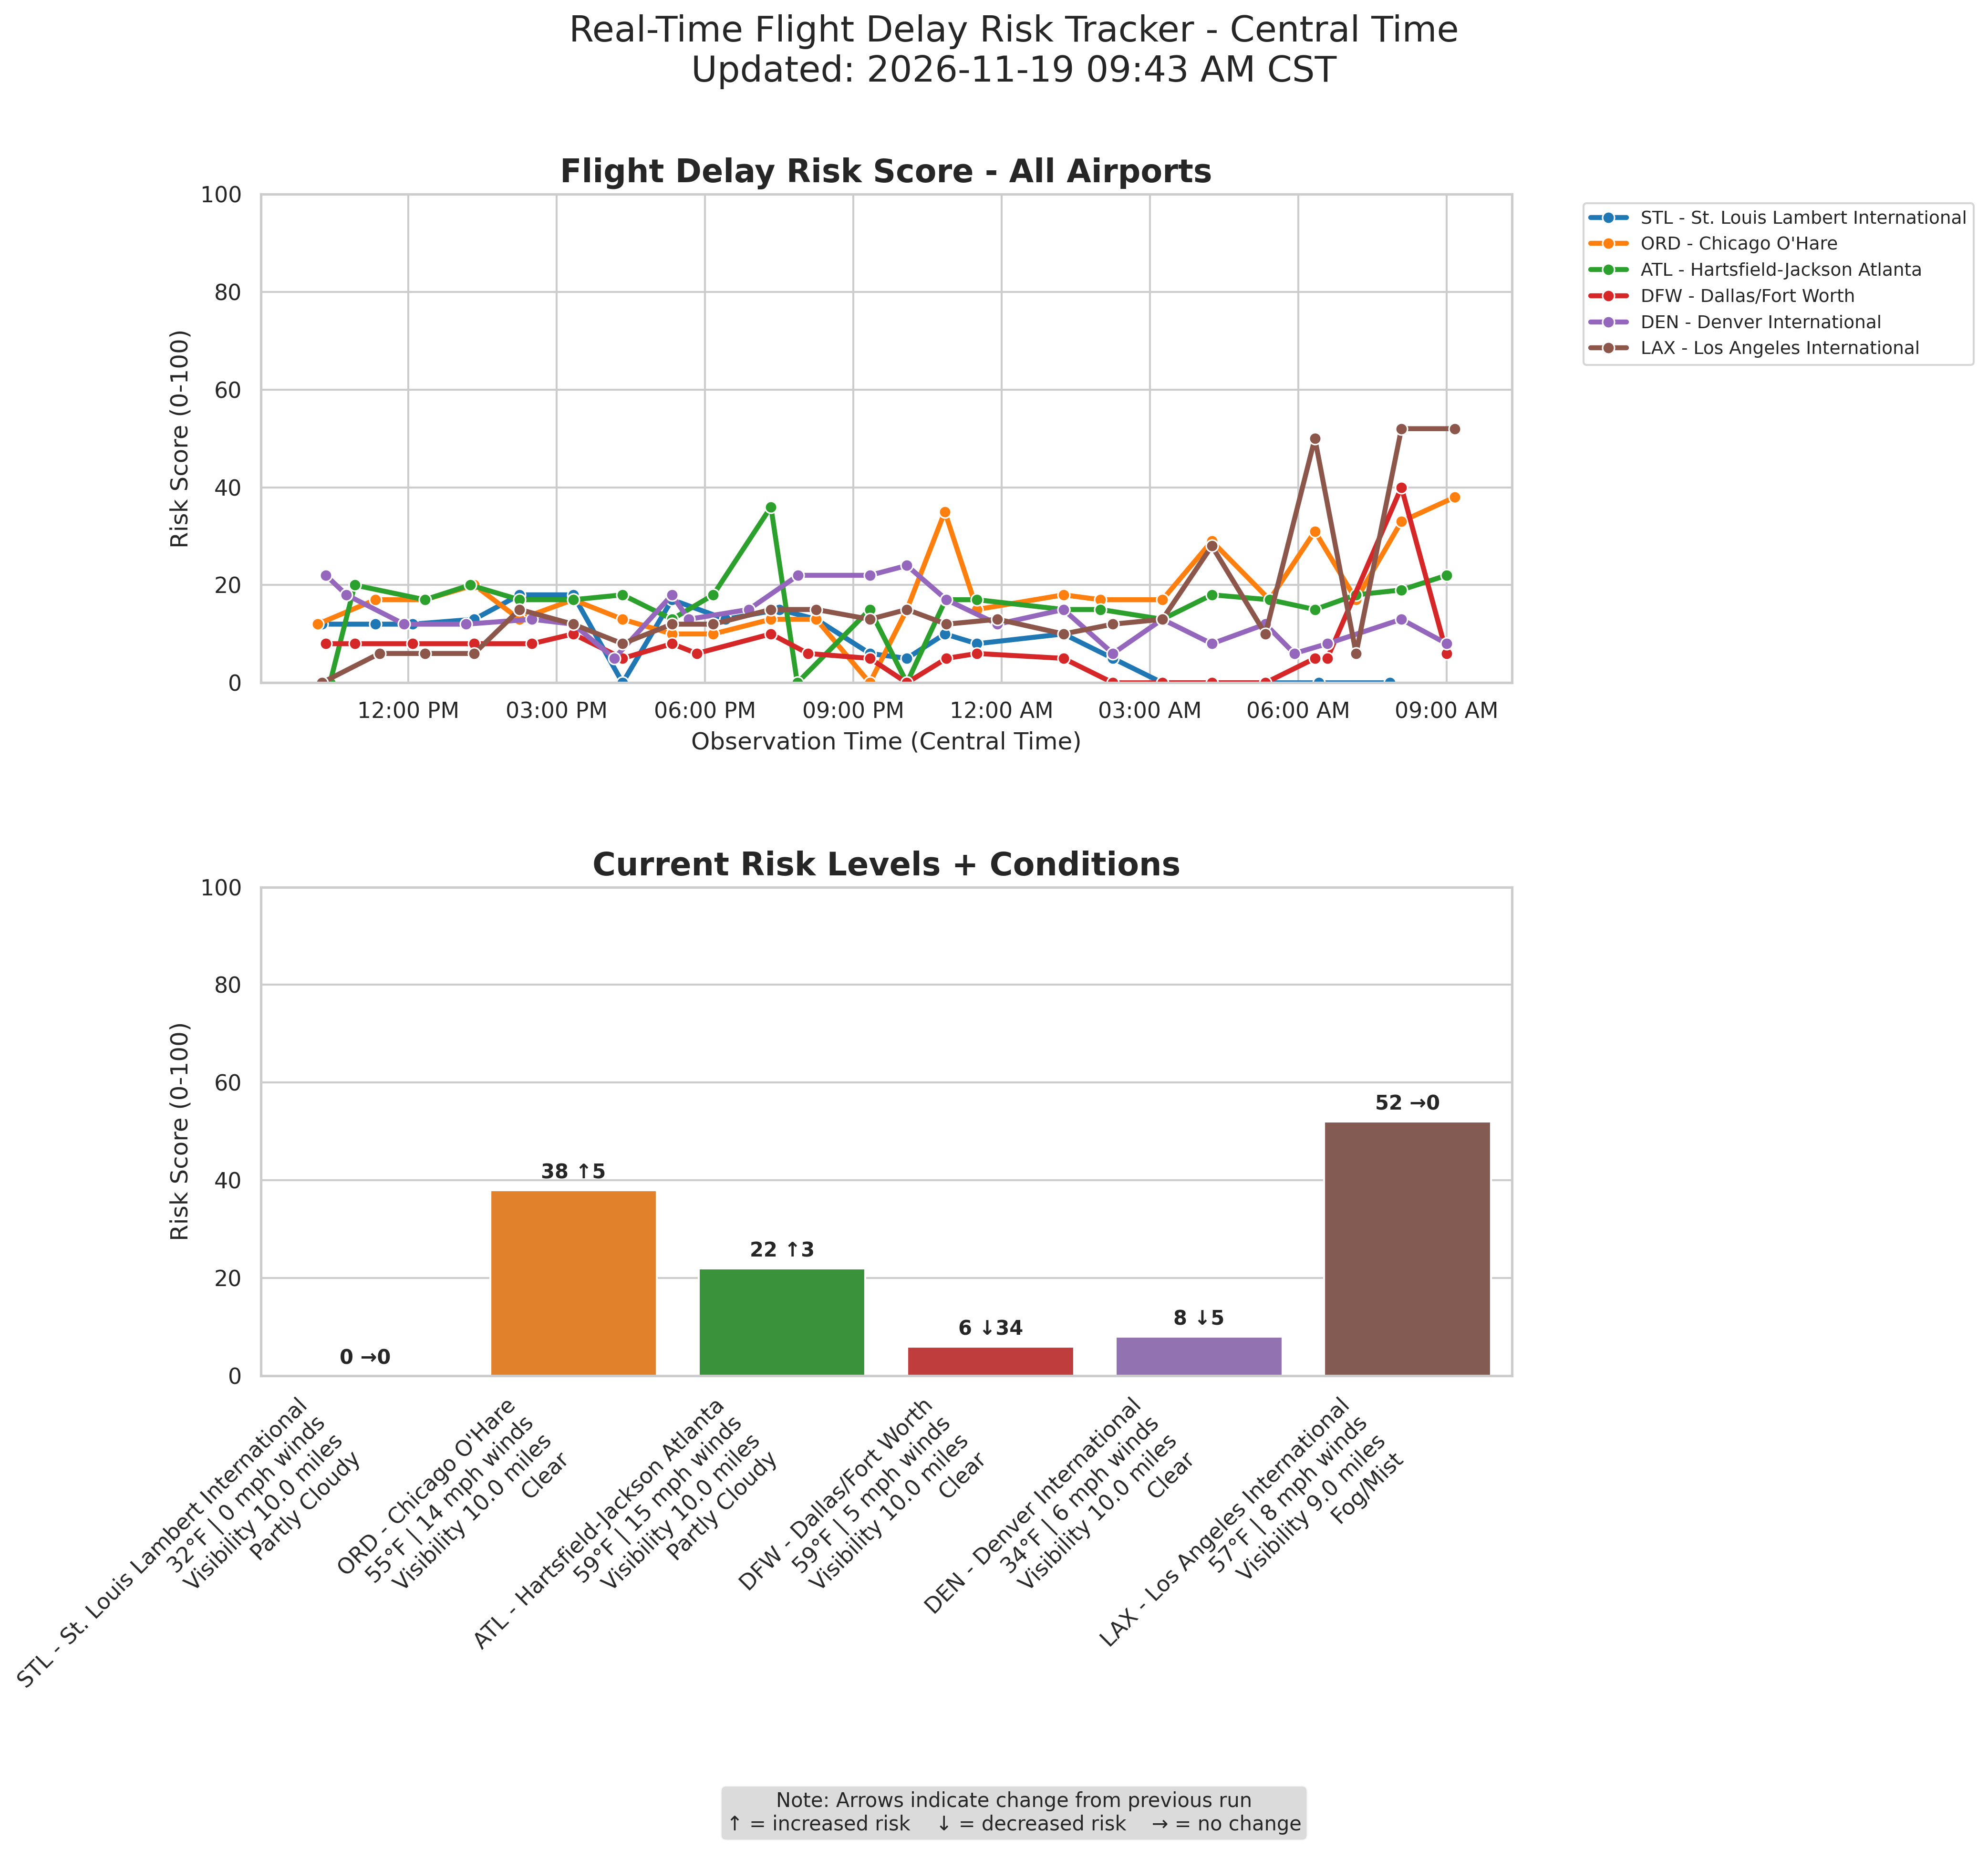 Real-Time Flight Delay Risk Tracker - Central Time
Updated: 2026-11-19 09:43 AM CST
Flight Delay Risk Score - All Airports
100
80
60
40
20
0
Risk Score (0-100)
12:00 PM
03:00 PM
06:00 PM
09:00 PM
12:00 AM
03:00 AM
06:00 AM
09:00 AM
Observation Time (Central Time)
STL - St. Louis Lambert International
ORD - Chicago O'Hare
ATL - Hartsfield-Jackson Atlanta
DFW - Dallas/Fort Worth
DEN - Denver International
LAX - Los Angeles International
Current Risk Levels + Conditions
100
80
60
40
20
0
Risk Score (0-100)
0 →0
38 ↑5
22 ↑3
6 ↓34
8 ↓5
52 →0
STL - St. Louis Lambert International
32°F | 0 mph winds
Visibility 10.0 miles
Partly Cloudy
ORD - Chicago O'Hare
55°F | 14 mph winds
Visibility 10.0 miles
Clear
ATL - Hartsfield-Jackson Atlanta
59°F | 15 mph winds
Visibility 10.0 miles
Partly Cloudy
DFW - Dallas/Fort Worth
59°F | 5 mph winds
Visibility 10.0 miles
Clear
DEN - Denver International
34°F | 6 mph winds
Visibility 10.0 miles
Clear
LAX - Los Angeles International
57°F | 8 mph winds
Visibility 9.0 miles
Fog/Mist
Note: Arrows indicate change from previous run
↑ = increased risk ↓ = decreased risk → = no change